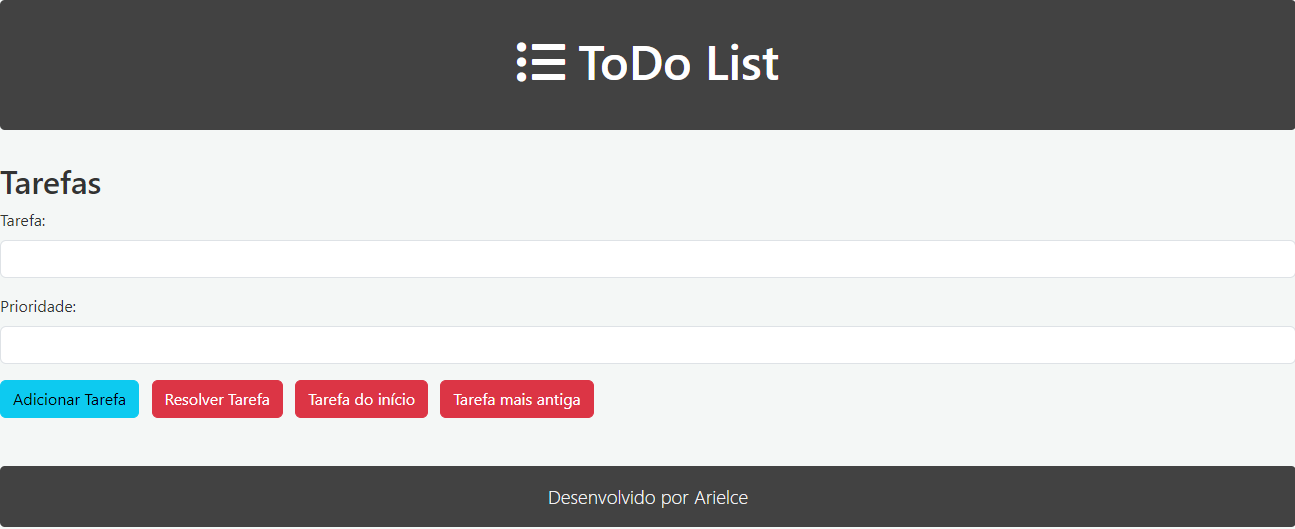 ToDo List
Tarefas
Tarefa:
Prioridade:
Adicionar Tarefa Resolver Tarefa Tarefa do início Tarefa mais antiga
Desenvolvido por Arielce